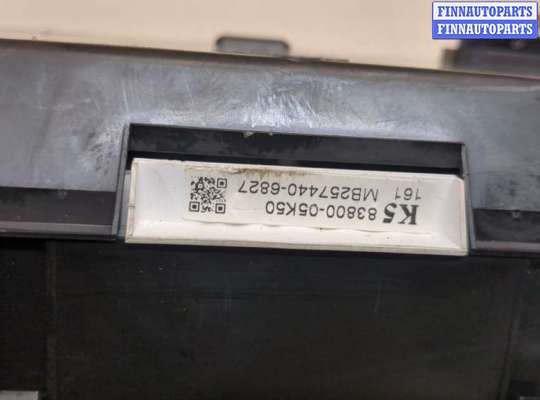 FINNAUTOPARTS
FINNAUTOPARTS
K5
83800-05K50
161
MB257440-6827